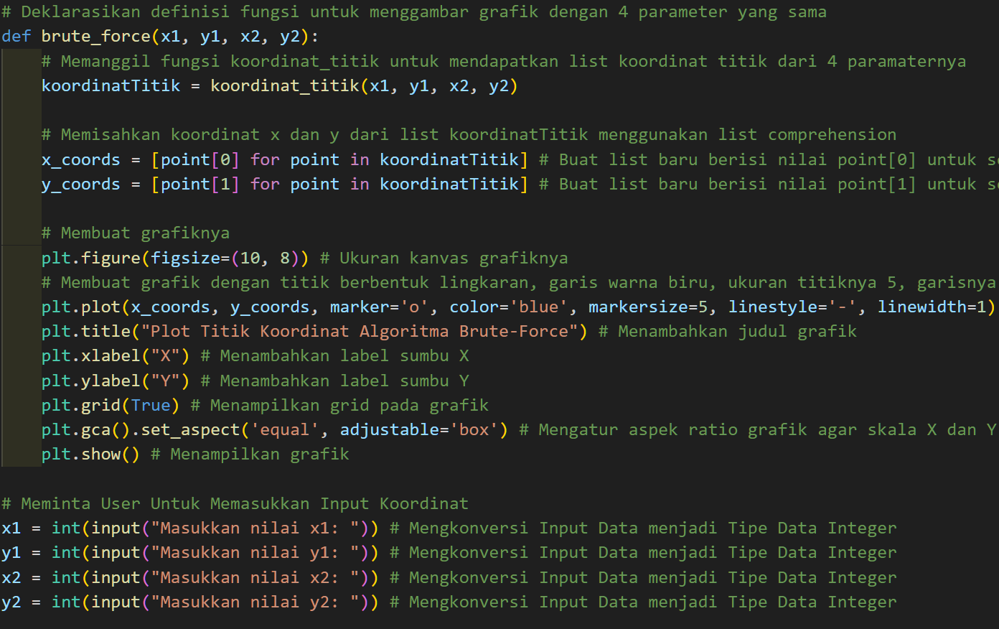 # Deklarasikan definisi fungsi untuk menggambar grafik dengan 4 parameter yang sama
def brute_force(x1, y1, x2, y2):
    # Memanggil fungsi koordinat_titik untuk mendapatkan list koordinat titik dari 4 paramaternya
    koordinatTitik = koordinat_titik(x1, y1, x2, y2)

    # Memisahkan koordinat x dan y dari list koordinatTitik menggunakan list comprehension
    x_coords = [point[0] for point in koordinatTitik] # Buat list baru berisi nilai point[0] untuk
    y_coords = [point[1] for point in koordinatTitik] # Buat list baru berisi nilai point[1] untuk

    # Membuat grafiknya
    plt.figure(figsize=(10, 8)) # Ukuran kanvas grafiknya
    # Membuat grafik dengan titik berbentuk lingkaran, garis warna biru, ukuran titiknya 5, garisnya
    plt.plot(x_coords, y_coords, marker='o', color='blue', markersize=5, linestyle='-', linewidth=1)
    plt.title("Plot Titik Koordinat Algoritma Brute-Force") # Menambahkan judul grafik
    plt.xlabel("X") # Menambahkan label sumbu X
    plt.ylabel("Y") # Menambahkan label sumbu Y
    plt.grid(True) # Menampilkan grid pada grafik
    plt.gca().set_aspect('equal', adjustable='box') # Mengatur aspek ratio grafik agar skala X dan Y
    plt.show() # Menampilkan grafik

# Meminta User Untuk Memasukkan Input Koordinat
x1 = int(input("Masukkan nilai x1: ")) # Mengkonversi Input Data menjadi Tipe Data Integer
y1 = int(input("Masukkan nilai y1: ")) # Mengkonversi Input Data menjadi Tipe Data Integer
x2 = int(input("Masukkan nilai x2: ")) # Mengkonversi Input Data menjadi Tipe Data Integer
y2 = int(input("Masukkan nilai y2: ")) # Mengkonversi Input Data menjadi Tipe Data Integer